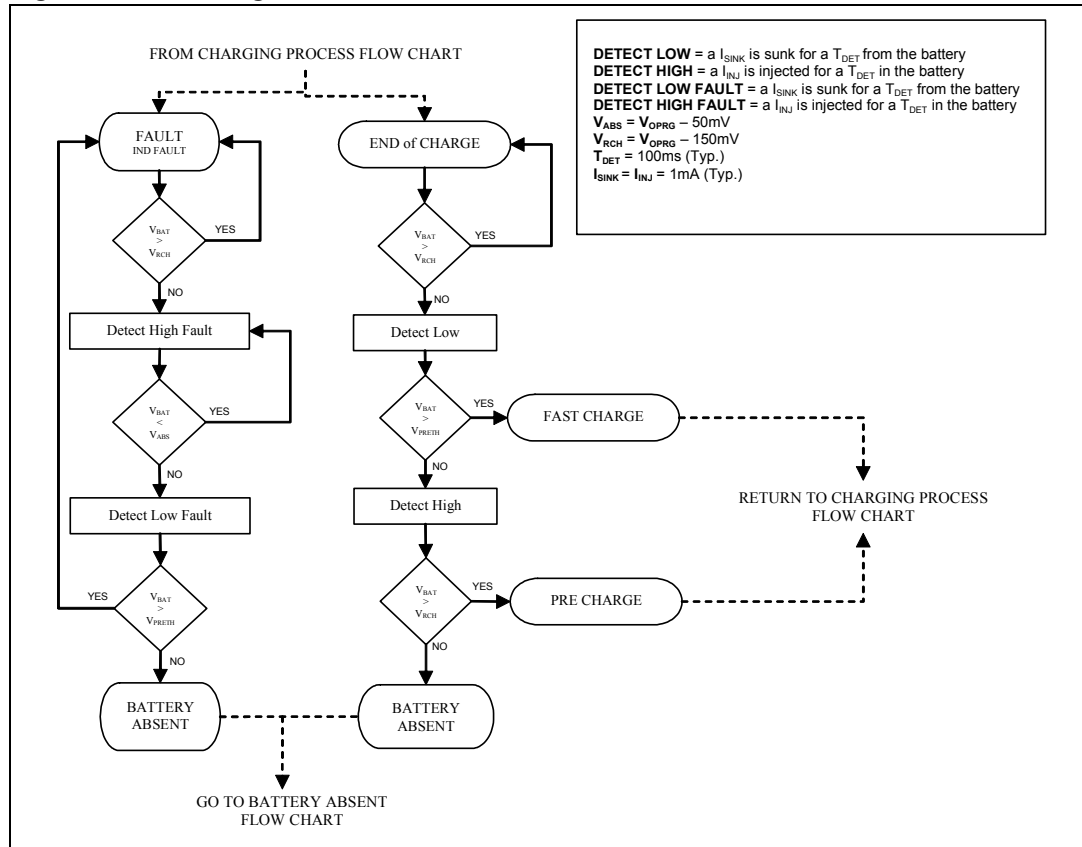 FROM CHARGING PROCESS FLOW CHART
DETECT LOW = a ISINK is sunk for a TDET from the battery
DETECT HIGH = a IINJ is injected for a TDET in the battery
DETECT LOW FAULT = a ISINK is sunk for a TDET from the battery
DETECT HIGH FAULT = a IINJ is injected for a TDET in the battery
VABS = VOPRG – 50mV
VRCH = VOPRG – 150mV
TDET = 100ms (Typ.)
ISINK = IINJ = 1mA (Typ.)
FAULT
IND FAULT
VBAT
>
VRCH
YES
NO
Detect High Fault
VBAT
<
VABS
YES
NO
Detect Low Fault
VBAT
>
VPRETH
YES
NO
BATTERY
ABSENT
END of CHARGE
VBAT
>
VRCH
YES
NO
Detect Low
VBAT
>
VPRETH
YES
FAST CHARGE
NO
Detect High
VBAT
>
VRCH
YES
PRE CHARGE
NO
BATTERY
ABSENT
RETURN TO CHARGING PROCESS
FLOW CHART
GO TO BATTERY ABSENT
FLOW CHART